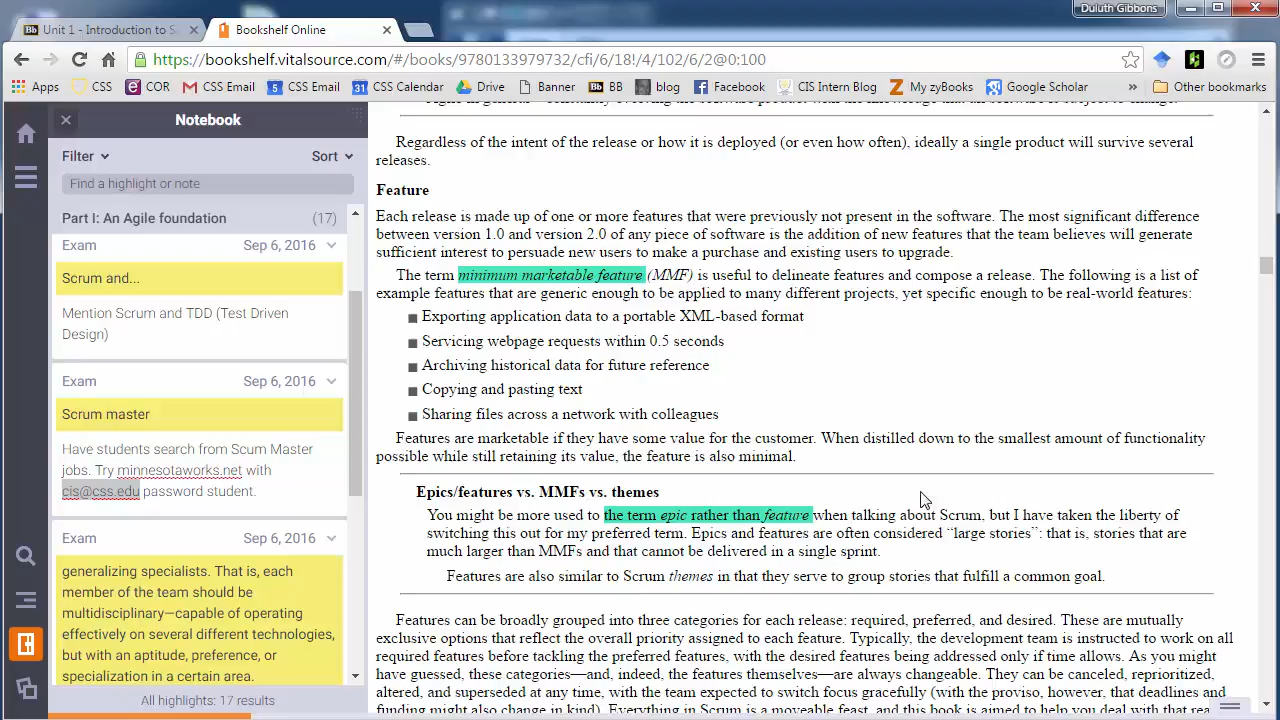 Duluth Gibbons
Unit 1 - Introduction to S
Bookshelf Online
https://bookshelf.vitalsource.com/#/books/9780133979732/cfi/6/18!/4/102/6/2@0:100
Apps CSS COR CSS Email CSS Email CSS Calendar Drive Banner BB blog Facebook CIS Intern Blog My zyBooks Google Scholar » Other bookmarks
Notebook
Filter Sort
Find a highlight or note
Part I: An Agile foundation (17)
Exam Sep 6, 2016
Scrum and...
Mention Scrum and TDD (Test Driven
Design)
Exam Sep 6, 2016
Scrum master
Have students search from Scum Master
jobs. Try minnesotaworks.net with
cis@css.edu password student.
Exam Sep 6, 2016
generalizing specialists. That is, each
member of the team should be
multidisciplinary—capable of operating
effectively on several different technologies,
but with an aptitude, preference, or
specialization in a certain area.
All highlights: 17 results
Regardless of the intent of the release or how it is deployed (or even how often), ideally a single product will survive several
releases.
Feature
Each release is made up of one or more features that were previously not present in the software. The most significant difference
between version 1.0 and version 2.0 of any piece of software is the addition of new features that the team believes will generate
sufficient interest to persuade new users to make a purchase and existing users to upgrade.
The term minimum marketable feature (MMF) is useful to delineate features and compose a release. The following is a list of
example features that are generic enough to be applied to many different projects, yet specific enough to be real-world features:
■ Exporting application data to a portable XML-based format
■ Servicing webpage requests within 0.5 seconds
■ Archiving historical data for future reference
■ Copying and pasting text
■ Sharing files across a network with colleagues
Features are marketable if they have some value for the customer. When distilled down to the smallest amount of functionality
possible while still retaining its value, the feature is also minimal.
Epics/features vs. MMFs vs. themes
You might be more used to the term epic rather than feature when talking about Scrum, but I have taken the liberty of
switching this out for my preferred term. Epics and features are often considered “large stories”: that is, stories that are
much larger than MMFs and that cannot be delivered in a single sprint.
Features are also similar to Scrum themes in that they serve to group stories that fulfill a common goal.
Features can be broadly grouped into three categories for each release: required, preferred, and desired. These are mutually
exclusive options that reflect the overall priority assigned to each feature. Typically, the development team is instructed to work on all
required features before tackling the preferred features, with the desired features being addressed only if time allows. As you might
have guessed, these categories—and, indeed, the features themselves—are always changeable. They can be canceled, reprioritized,
altered, and superseded at any time, with the team expected to switch focus gracefully (with the proviso, however, that deadlines and
funding might also change in kind). Everything in Scrum is a moveable feast, and this book is aimed to help you deal with that